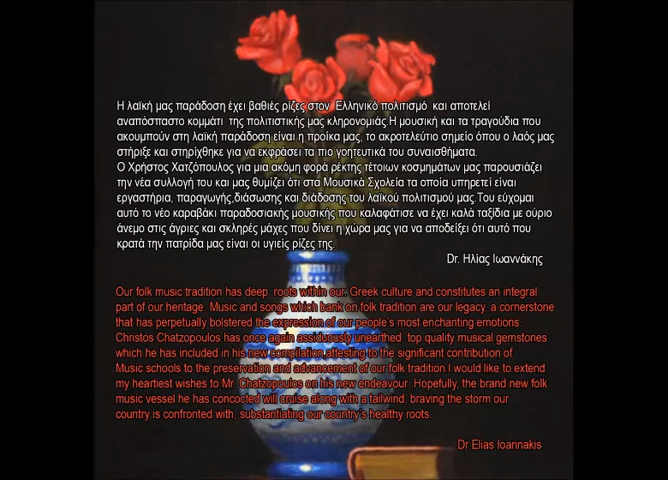 Η λαϊκή μας παράδοση έχει βαθιές ρίζες στον Ελληνικό πολιτισμό και αποτελεί
αναπόσπαστο κομμάτι της πολιτιστικής μας κληρονομιάς.Η μουσική και τα τραγούδια που
ακουμπούν στη λαϊκή παράδοση είναι η προίκα μας, το ακροτελεύτιο σημείο όπου ο λαός μας
στήριξε και στηρίχθηκε για να εκφράσει τα πιο γοητευτικά του συναισθήματα.
Ο Χρήστος Χατζόπουλος για μια ακόμη φορά ρέκτης τέτοιων κοσμημάτων μας παρουσιάζει
την νέα συλλογή του και μας θυμίζει ότι στα Μουσικά Σχολεία τα οποία υπηρετεί είναι
εργαστήρια, παραγωγής,διάσωσης και διάδοσης του λαϊκού πολιτισμού μας.Του εύχομαι
αυτό το νέο καραβάκι παραδοσιακής μουσικής που καλαφάτισε να έχει καλά ταξίδια με ούριο
άνεμο στις άγριες και σκληρές μάχες που δίνει η χώρα μας για να αποδείξει ότι αυτό που
κρατά την πατρίδα μας είναι οι υγιείς ρίζες της.
Dr. Ηλίας Ιωαννάκης
Our folk music tradition has deep roots within our Greek culture and constitutes an integral
part of our heritage. Music and songs which bank on folk tradition are our legacy, a cornerstone
that has perpetually bolstered the expression of our people's most enchanting emotions.
Christos Chatzopoulos has once again assiduously unearthed top quality musical gemstones
which he has included in his new compilation,attesting to the significant contribution of
Music schools to the preservation and advancement of our folk tradition.I would like to extend
my heartiest wishes to Mr. Chatzopoulos on his new endeavour. Hopefully, the brand new folk
music vessel he has concocted will cruise along with a tailwind, braving the storm our
country is confronted with, substantiating our country's healthy roots.
Dr Elias Ioannakis